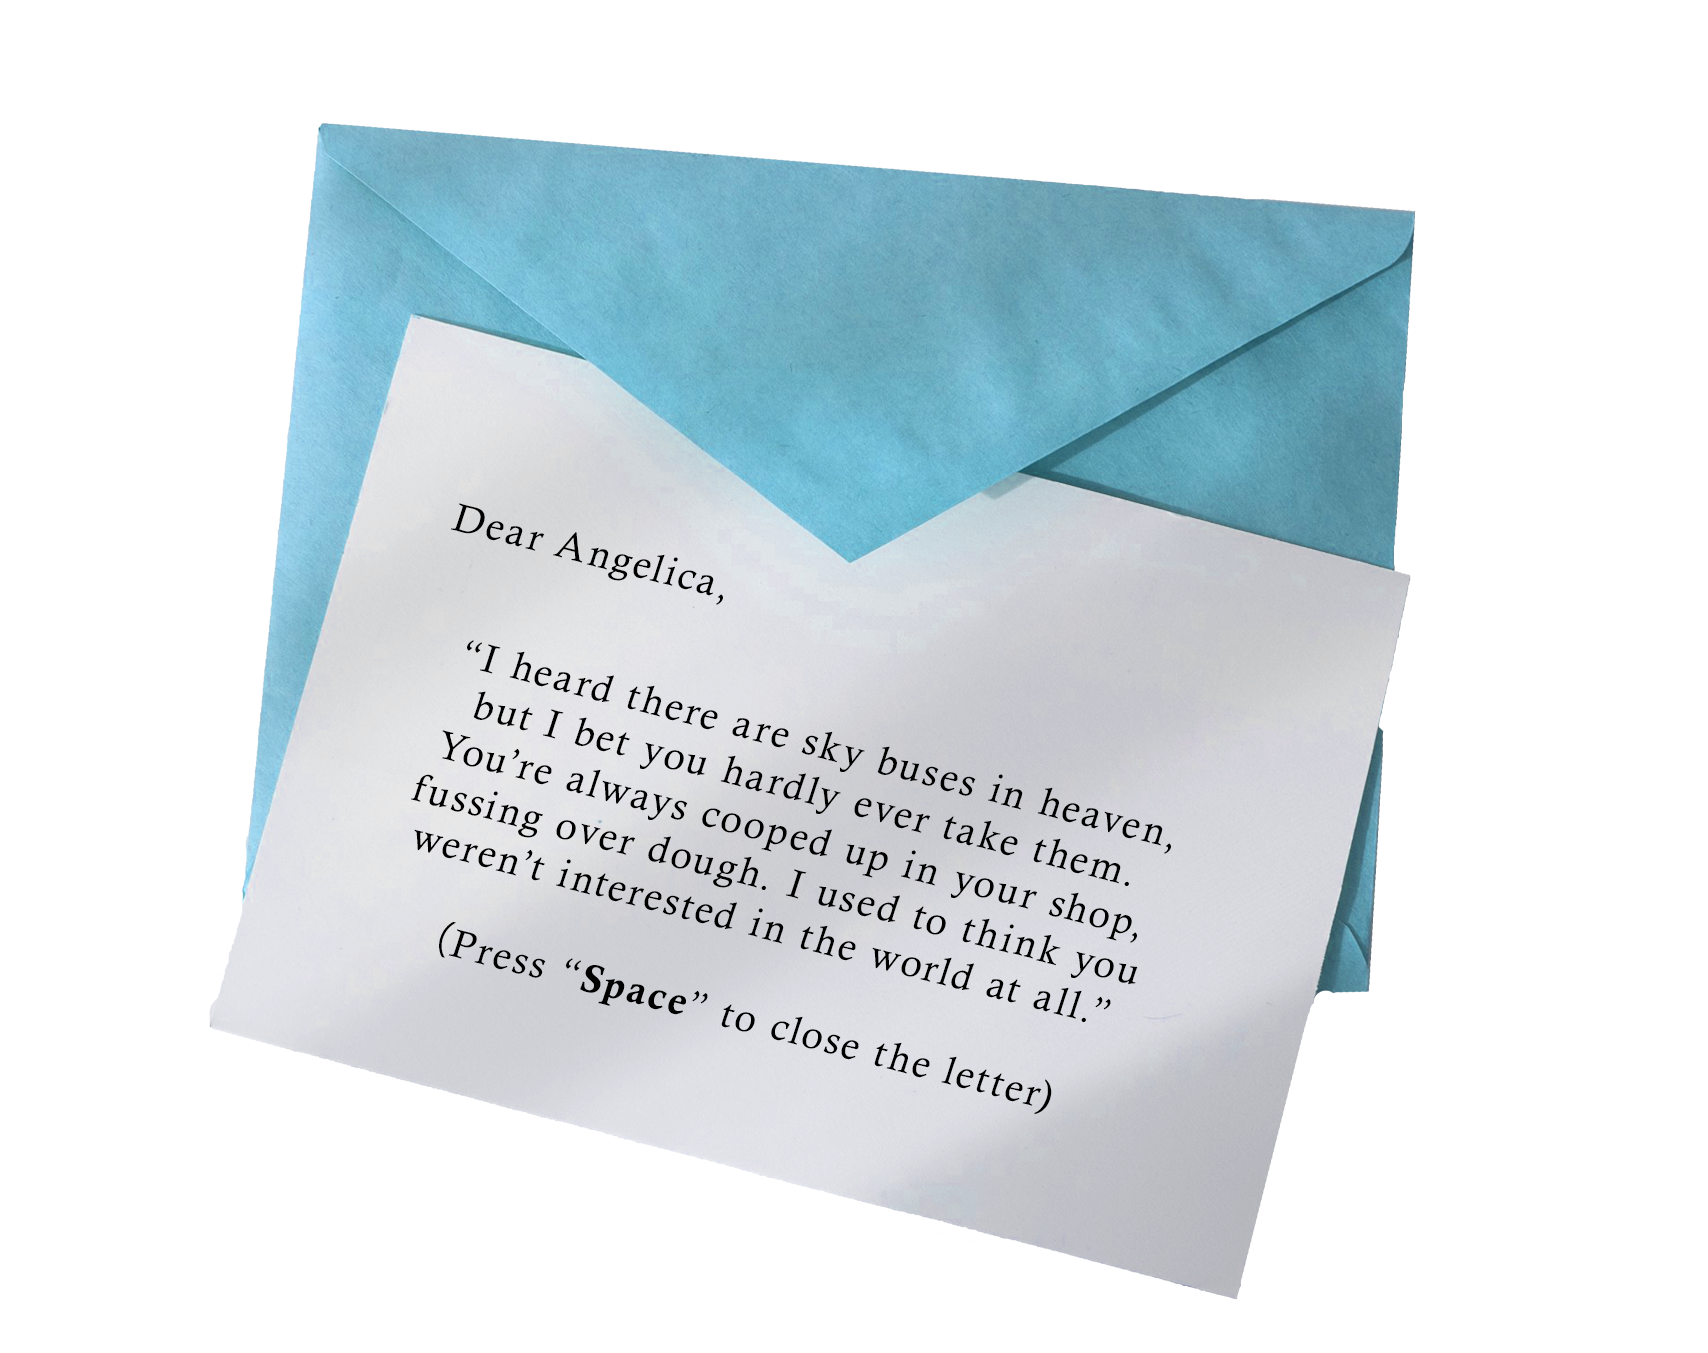 Dear Angelica,
“I heard there are sky buses in heaven,
but I bet you hardly ever take them.
You’re always cooped up in your shop,
fussing over dough. I used to think you
weren’t interested in the world at all.”
(Press “Space” to close the letter)